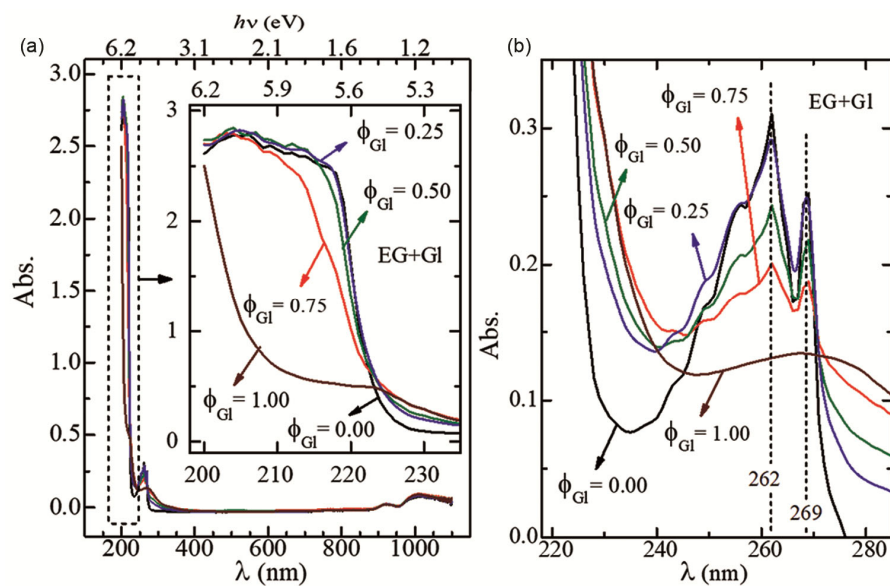 (a)
hν (eV)
6.2 3.1 2.1 1.6 1.2
Abs.
3.0
2.5
2.0
1.5
1.0
0.5
0.0
200 400 600 800 1000
λ (nm)
6.2 5.9 5.6 5.3
3
2
1
0
200 210 220 230
ϕGl = 0.25
ϕGl = 0.50
EG+Gl
ϕGl = 0.75
ϕGl = 1.00
ϕGl = 0.00
(b)
Abs.
0.3
0.2
0.1
0.0
220 240 260 280
λ (nm)
EG+Gl
ϕGl = 0.75
ϕGl = 0.50
ϕGl = 0.25
ϕGl = 1.00
ϕGl = 0.00
262
269